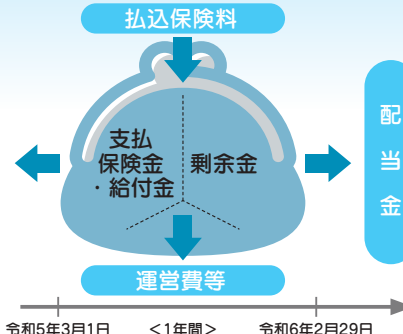 払込保険料
支払
保険金
・給付金
剰余金
配当金
運営費等
令和5年3月1日 <1年間> 令和6年2月29日